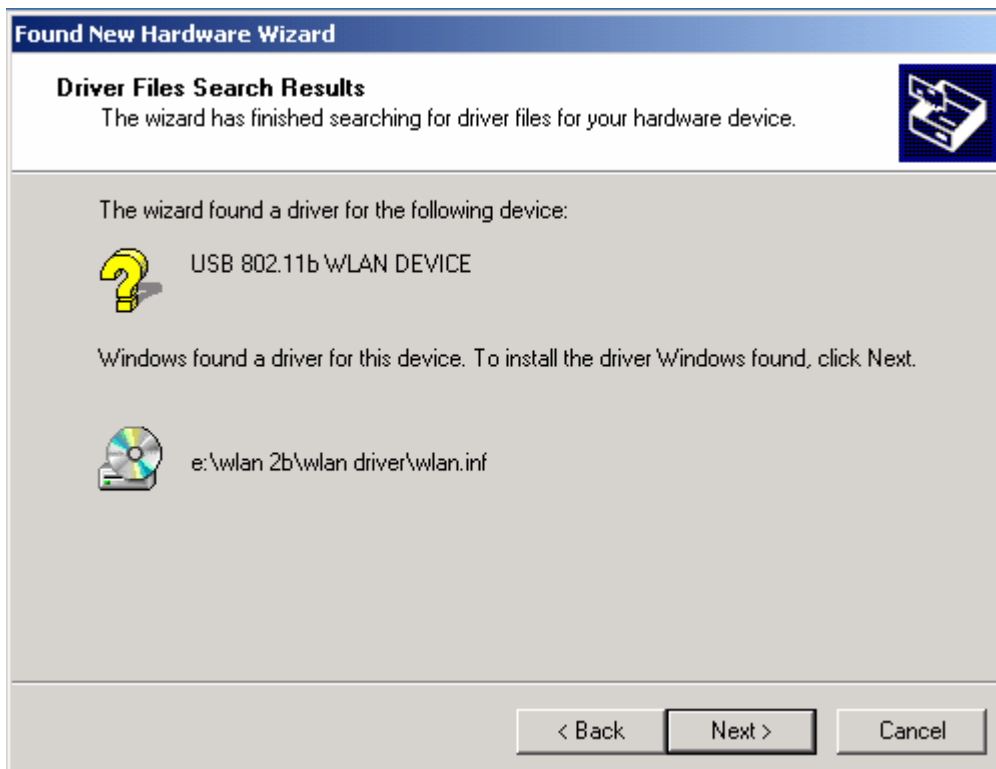 Found New Hardware Wizard
Driver Files Search Results
The wizard has finished searching for driver files for your hardware device.
The wizard found a driver for the following device:
USB 802.11b WLAN DEVICE
Windows found a driver for this device. To install the driver Windows found, click Next.
e:\wlan 2b\wlan driver\wlan.inf
< Back Next > Cancel